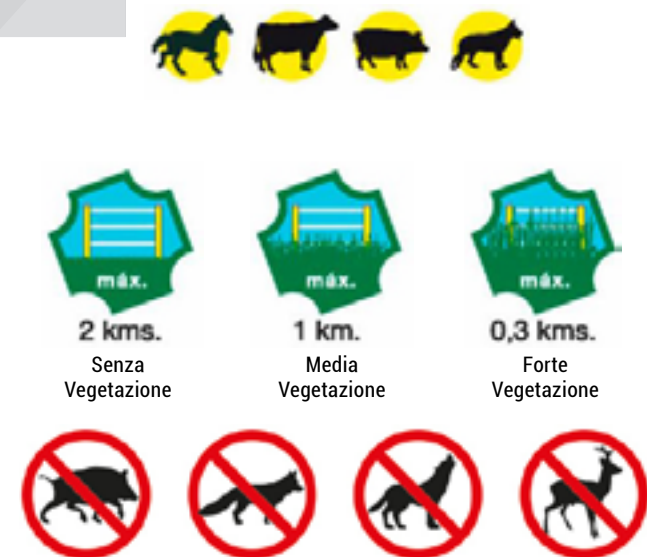 máx. máx. máx.
2 kms. 1 km. 0,3 kms.
Senza Media Forte
Vegetazione Vegetazione Vegetazione